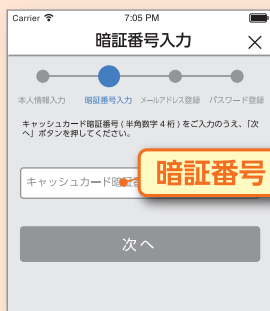 Carrier 7:05 PM
暗証番号入力
本人情報入力 暗証番号入力 メールアドレス登録 パスワード登録
キャッシュカード暗証番号(半角数字4桁)をご入力のうえ、「次
へ」ボタンを押してください。
キャッシュカード暗証
暗証番号
次へ